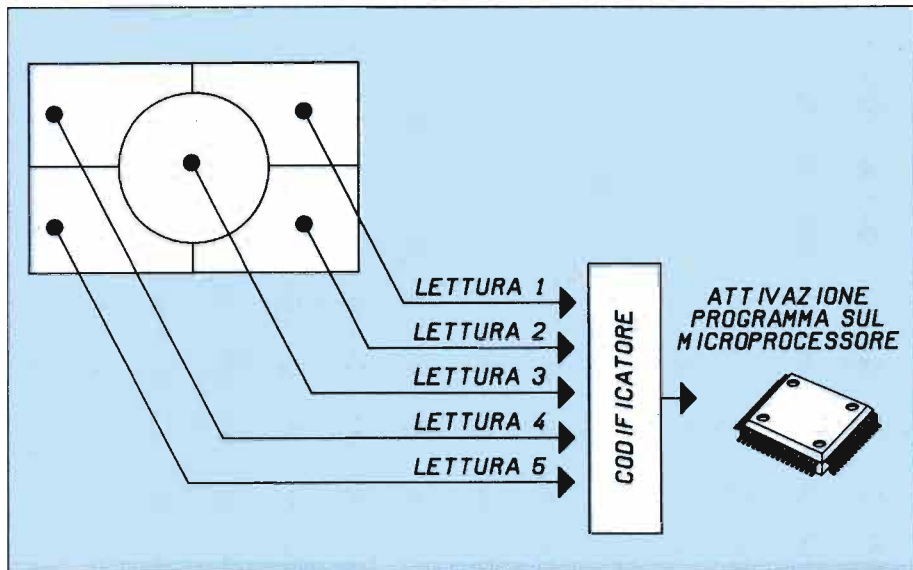 LETTURA 1
LETTURA 2
LETTURA 3
LETTURA 4
LETTURA 5
CODIFICATORE
ATTIVAZIONE
PROGRAMMA SUL
MICROPROCESSORE